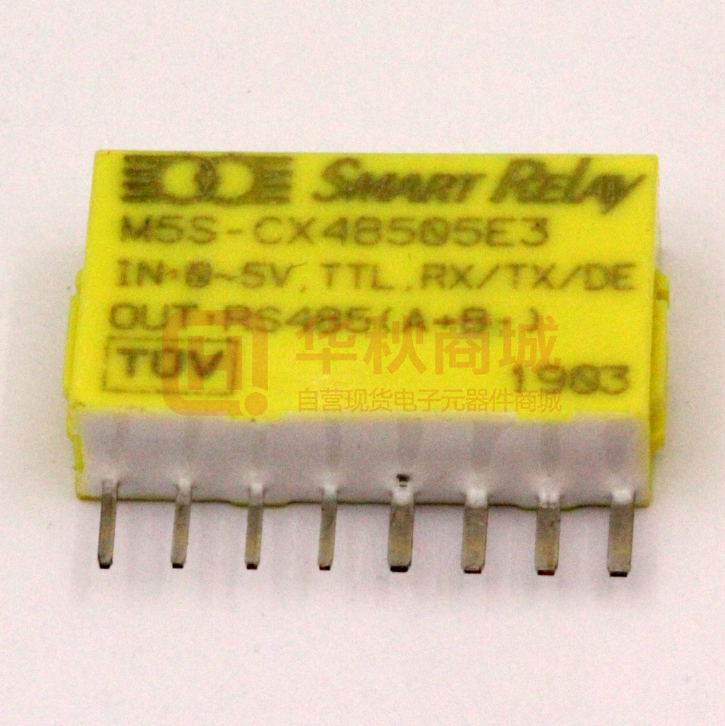 SMART RELAY
M5S-CX48505E3
IN:0~5V,TTL,RX/TX/DE
OUT:RS485(A+B-)
TUV
1903
华秋商城
自营现货电子元器件商城